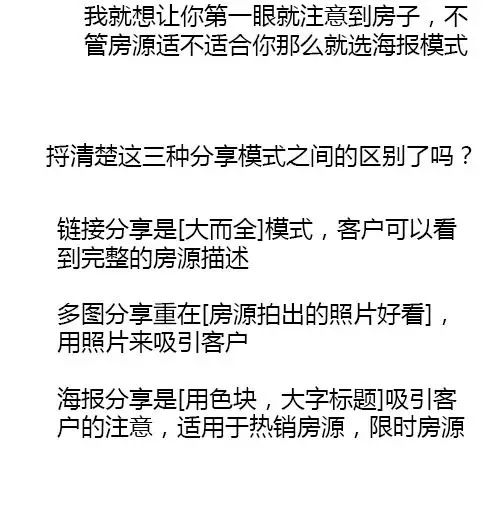 我就想让你第一眼就注意到房子，不
管房源适不适合你那么就选海报模式
捋清楚这三种分享模式之间的区别了吗？
链接分享是[大而全]模式，客户可以看
到完整的房源描述
多图分享重在[房源拍出的照片好看]，
用照片来吸引客户
海报分享是[用色块，大字标题]吸引客
户的注意，适用于热销房源，限时房源